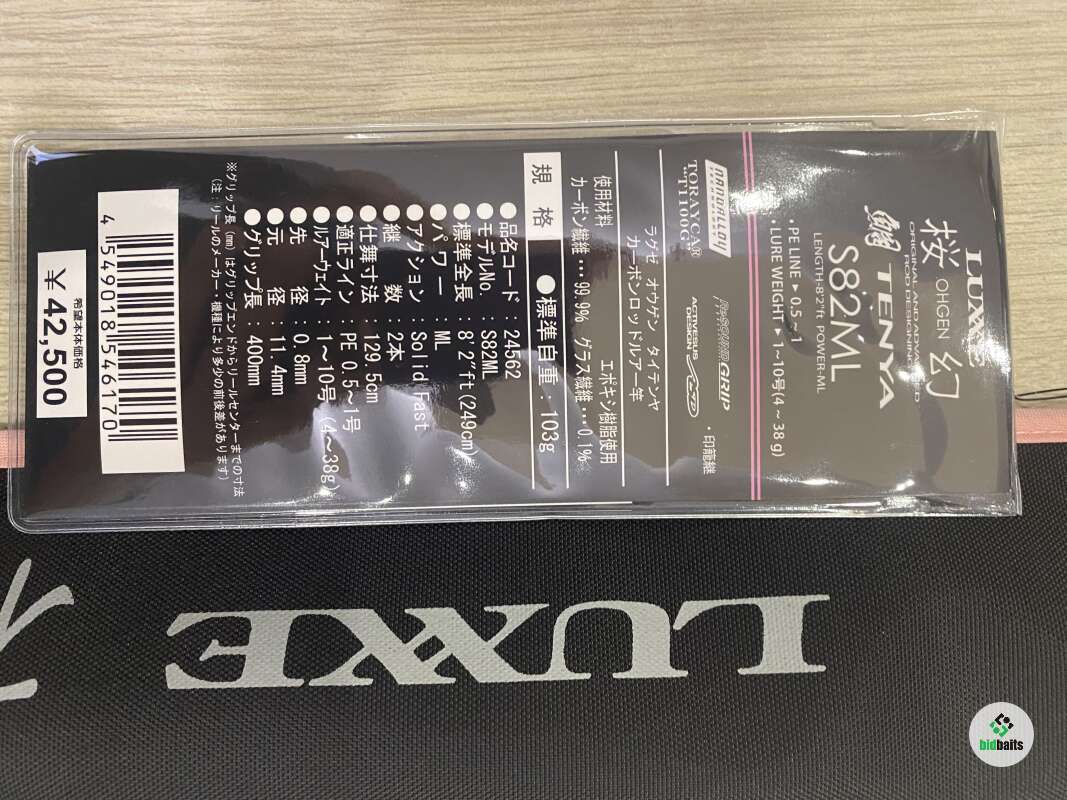 LUXXE
ORIGINAL AND ADVANCED
ROD DESIGNING
桜 OHGEN 幻
鯛 TENYA
S82ML
LENGTH-8'2"ft POWER-ML
・PE LINE ▶ 0.5 - 1
・LURE WEIGHT ▶ 1~10号(4~38g)
NANOALLOY
TECHNOLOGY
GRIP
TORAYCA®
"T1100G"
ACTIVESUS
DESIGN
・印籠継
ラグゼ オウゲン タイテンヤ
カーボンロッドルアー竿
使用材料 エポキシ樹脂使用
カーボン繊維…99.9% グラス繊維…0.1%
規格 ●標準自重：103g
●品名コード：24562
●モデルNo.：S82ML
●標準全長：8'2"ft(249cm)
●パワー：ML
●アクション：Solid Fast
●継数：2本
●仕舞寸法：129.5cm
●適正ライン：PE 0.5~1号
●ルアーウェイト：1~10号(4~38g)
●先径：0.8mm
●元径：11.4mm
●グリップ長：400mm
※グリップ長(mm)はグリップエンドからリールセンターまでの寸法
(注：リールのメーカー・機種により多少の前後差があります)
4 549018 546170
希望本体価格
¥42,500
LUXXE
bidbaits